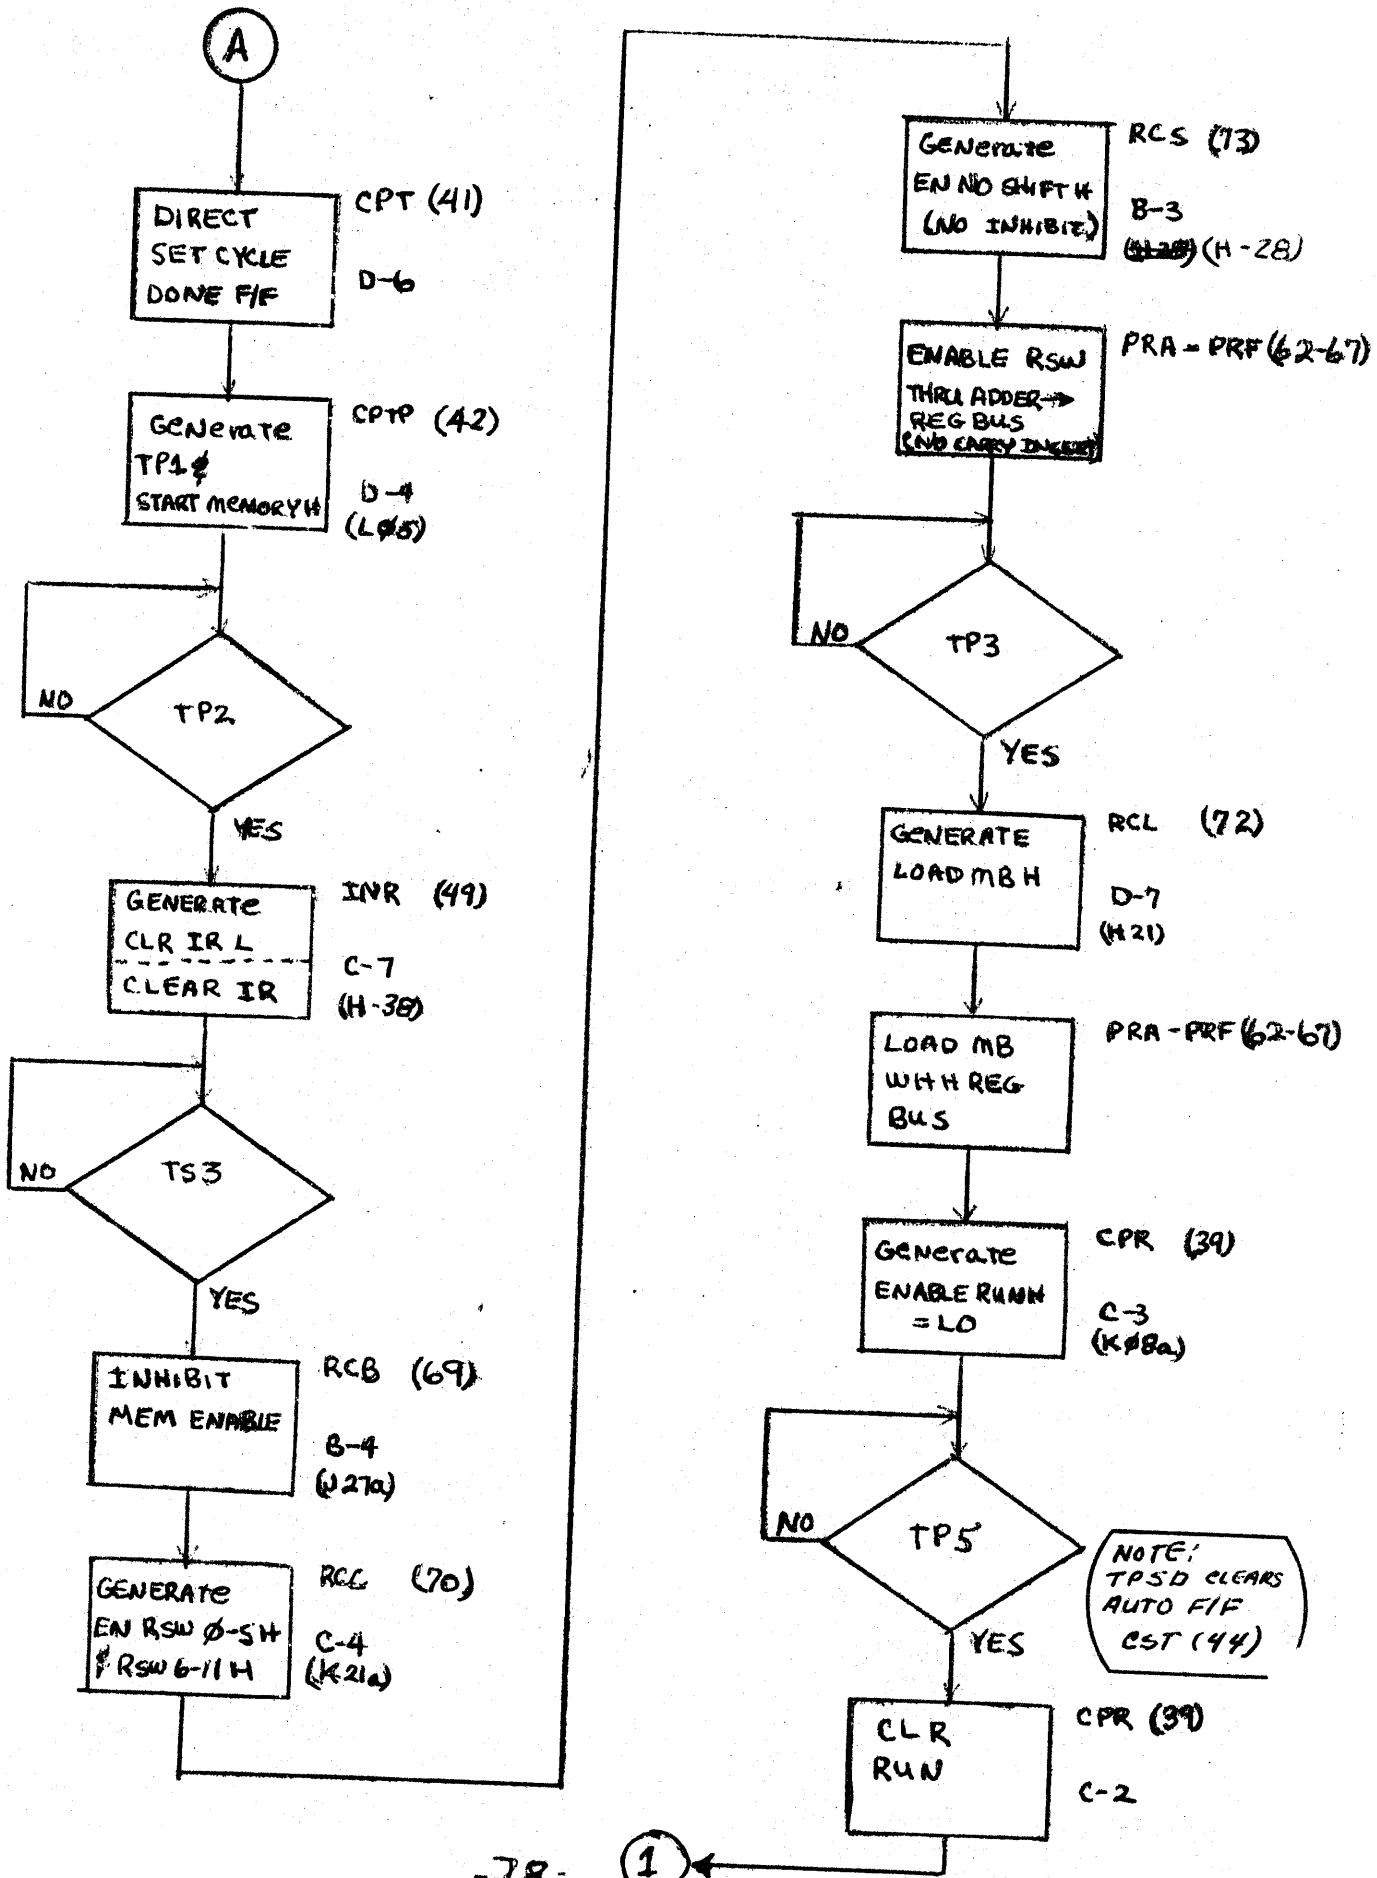 A
DIRECT
SET CYCLE
DONE F/F
CPT (41)
D-6
Generate
TP1 &
START MEMORY H
CPTP (42)
D-4
(LØ5)
TP2
NO
YES
GENERATE
CLR IR L
CLEAR IR
INR (49)
C-7
(H-38)
TS3
NO
YES
INHIBIT
MEM ENABLE
RCB (69)
B-4
(J27a)
GENERATE
EN RSW Ø-5H
& RSW 6-11 H
(70)
C-4
(K21a)
Generate
EN NO SHIFT H
(NO INHIBIT)
RCS (73)
B-3
(H-28)
ENABLE RSW
THRU ADDER→
REG BUS
(NO CARRY INSERT)
PRA - PRF (62-67)
TP3
NO
YES
GENERATE
LOAD MB H
RCL (72)
D-7
(H21)
LOAD MB
WITH REG
BUS
PRA - PRF (62-67)
Generate
ENABLE RUN H
= LO
CPR (39)
C-3
(KØ8a)
TP5
NO
YES
NOTE:
TP5D CLEARS
AUTO F/F
CST (44)
CLR
RUN
CPR (39)
C-2
1
-78-